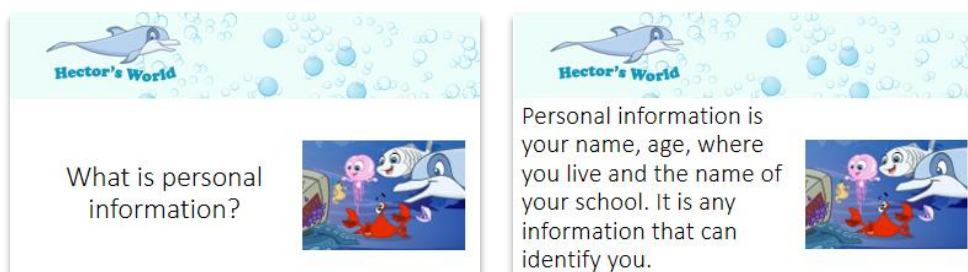 Hector's World
What is personal
information?
Hector's World
Personal information is
your name, age, where
you live and the name of
your school. It is any
information that can
identify you.